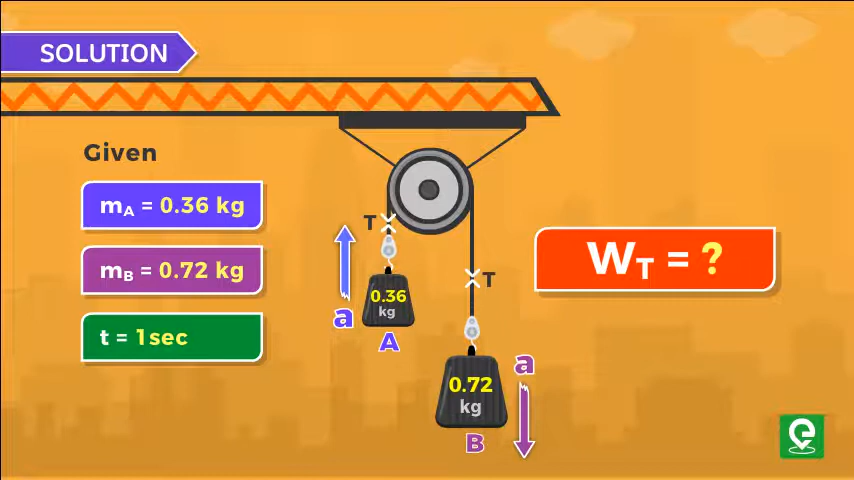 SOLUTION
Given
mA = 0.36 kg
mB = 0.72 kg
t = 1sec
T
a
0.36
kg
A
T
0.72
kg
B
a
WT = ?